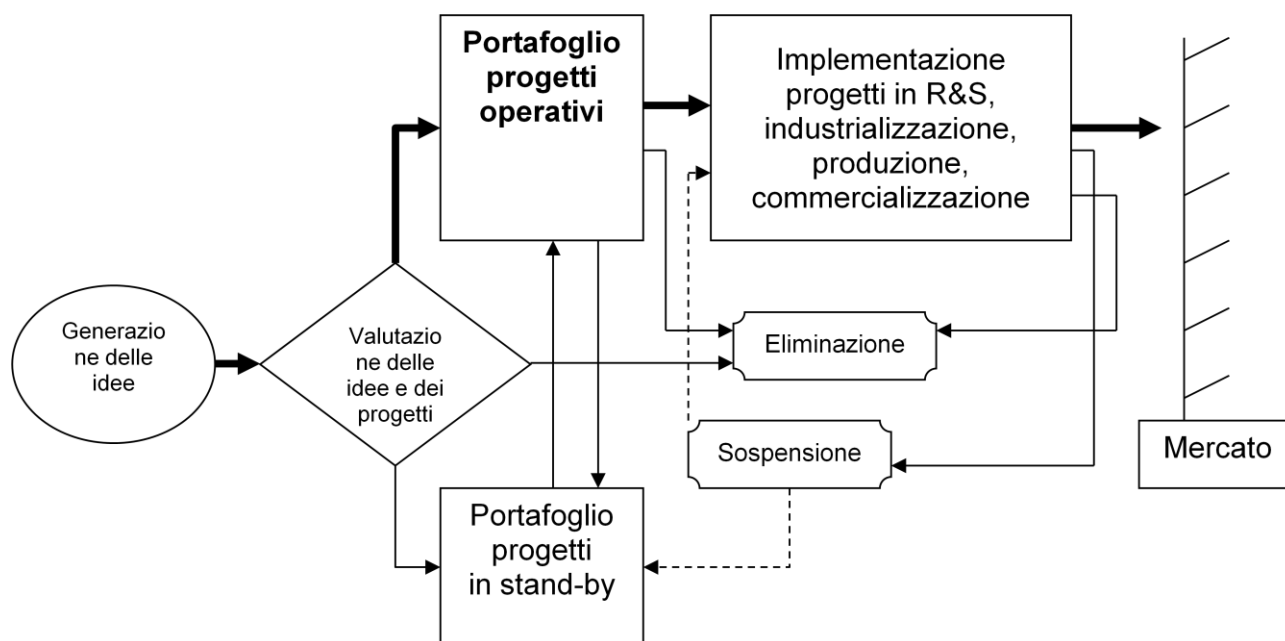 Portafoglio
progetti
operativi
Implementazione
progetti in R&S,
industrializzazione,
produzione,
commercializzazione
Generazio
ne delle
idee
Valutazio
ne delle
idee e dei
progetti
Eliminazione
Sospensione
Mercato
Portafoglio
progetti
in stand-by